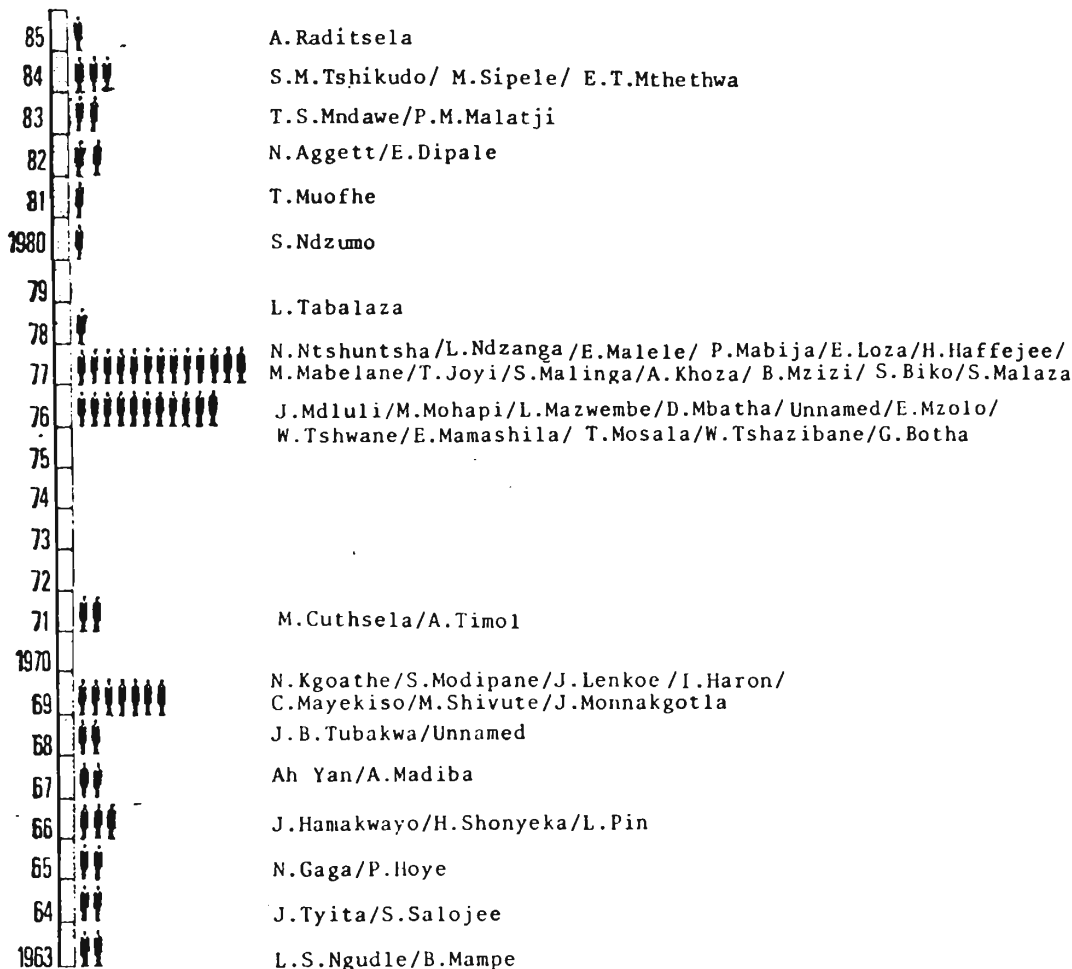 85 A.Raditsela
84 S.M.Tshikudo/ M.Sipele/ E.T.Mthethwa
83 T.S.Mndawe/P.M.Malatji
82 N.Aggett/E.Dipale
81 T.Muofhe
1980 S.Ndzumo
79
L.Tabalaza
78
N.Ntshuntsha/L.Ndzanga/E.Malele/ P.Mabija/E.Loza/H.Haffejee/
77 M.Mabelane/T.Joyi/S.Malinga/A.Khoza/ B.Mzizi/ S.Biko/S.Malaza
76 J.Mdluli/M.Mohapi/L.Mazwembe/D.Mbatha/Unnamed/E.Mzolo/
W.Tshwane/E.Mamashila/ T.Mosala/W.Tshazibane/G.Botha
75
74
73
72
71 M.Cuthsela/A.Timol
1970
N.Kgoathe/S.Modipane/J.Lenkoe/I.Haron/
69 C.Mayekiso/M.Shivute/J.Monnakgotla
68 J.B.Tubakwa/Unnamed
67 Ah Yan/A.Madiba
66 J.Hamakwayo/H.Shonyeka/L.Pin
65 N.Gaga/P.Hoye
64 J.Tyita/S.Salojee
1963 L.S.Ngudle/B.Mampe